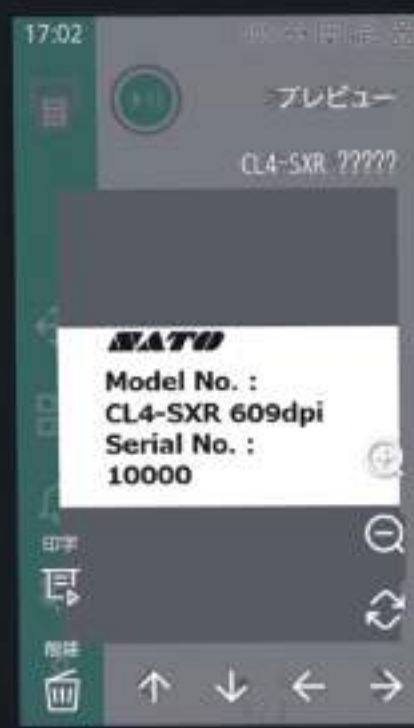 17:02
プレビュー
CL4-SXR ?????
SATO
Model No. :
CL4-SXR 609dpi
Serial No. :
10000
印字
削除